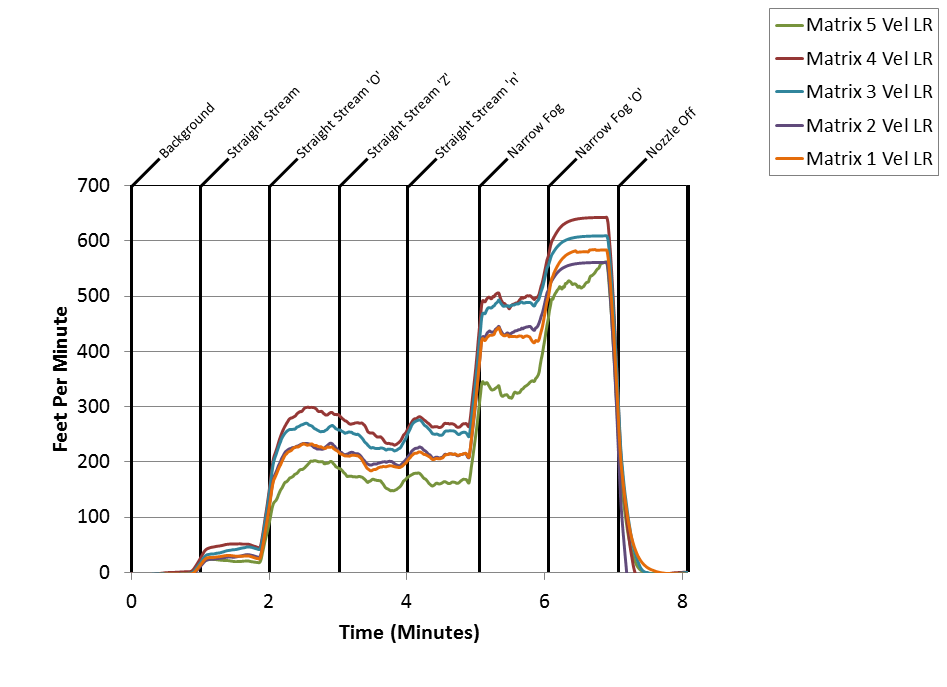 Matrix 5 Vel LR
Matrix 4 Vel LR
Matrix 3 Vel LR
Matrix 2 Vel LR
Matrix 1 Vel LR
Background
Straight Stream
Straight Stream 'O'
Straight Stream 'Z'
Straight Stream 'n'
Narrow Fog
Narrow Fog 'O'
Nozzle Off
700
600
500
400
300
200
100
0
Feet Per Minute
0 2 4 6 8
Time (Minutes)